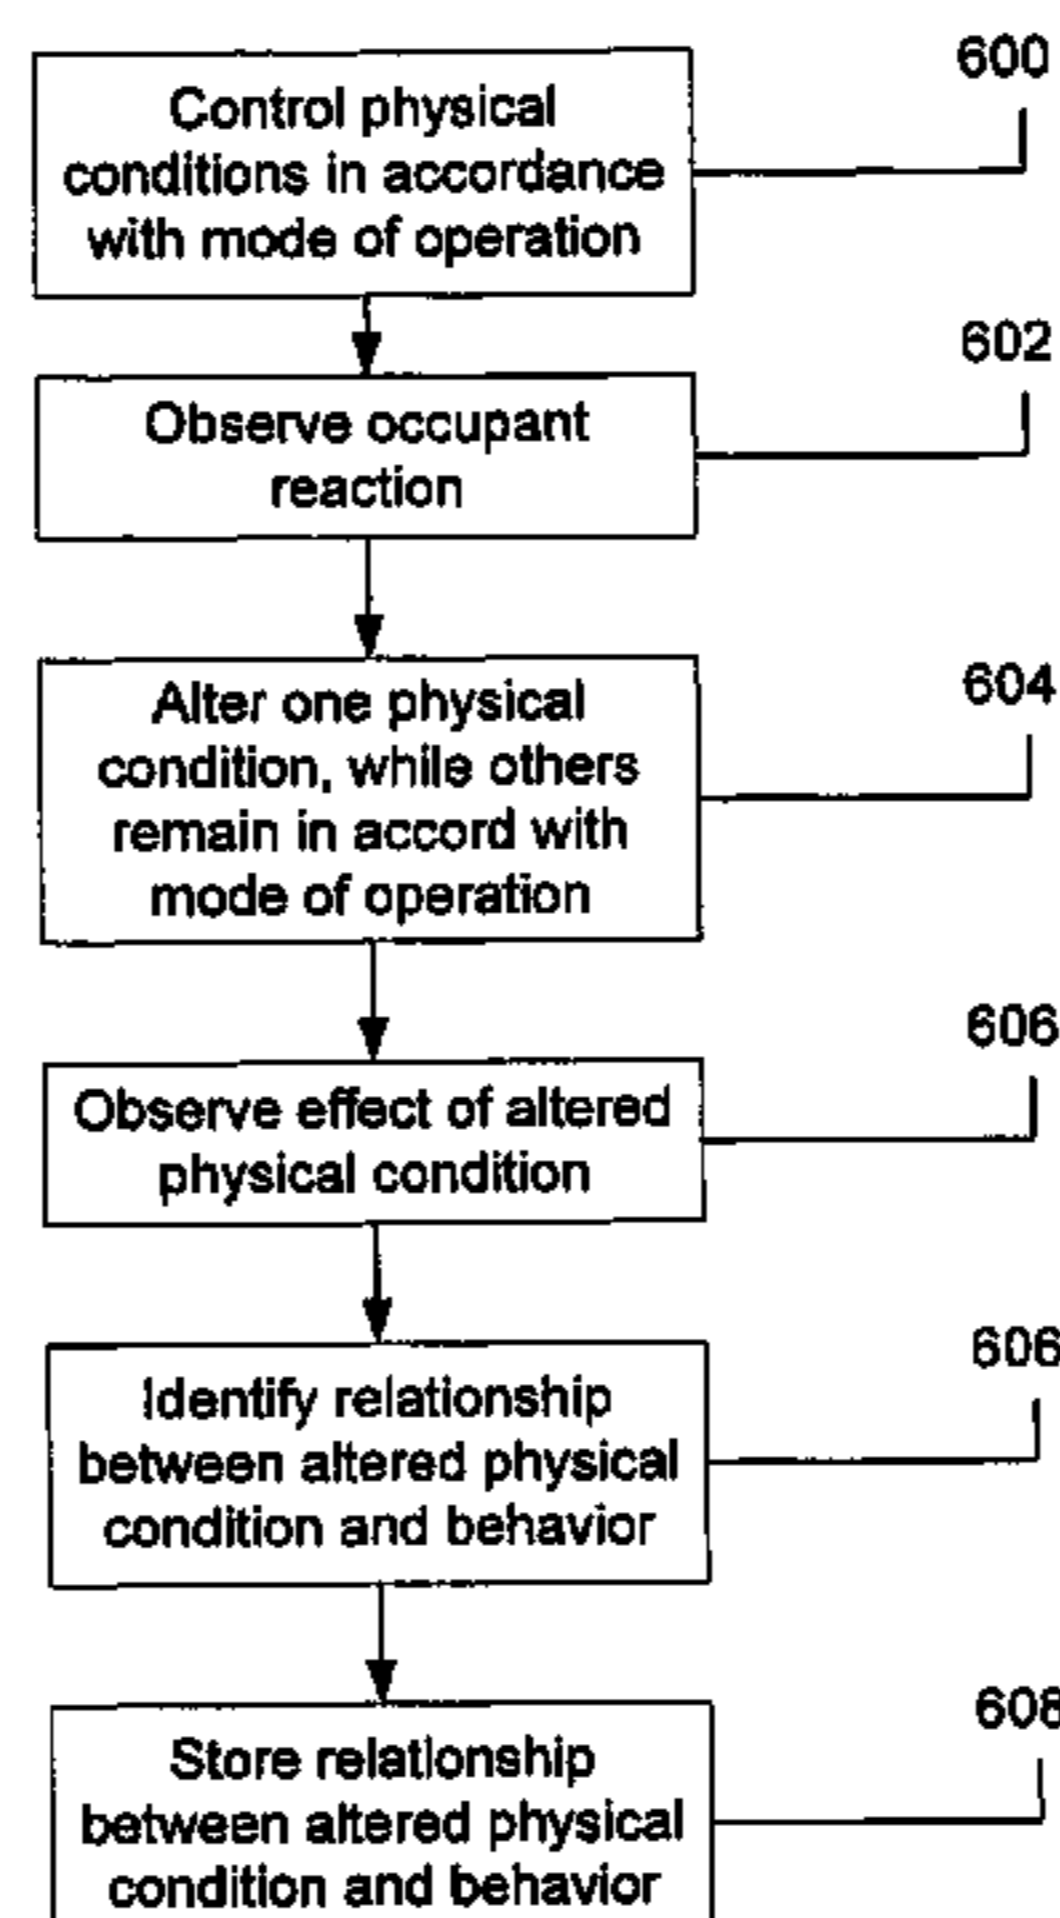 600
Control physical
conditions in accordance
with mode of operation
602
Observe occupant
reaction
604
Alter one physical
condition, while others
remain in accord with
mode of operation
606
Observe effect of altered
physical condition
606
Identify relationship
between altered physical
condition and behavior
608
Store relationship
between altered physical
condition and behavior